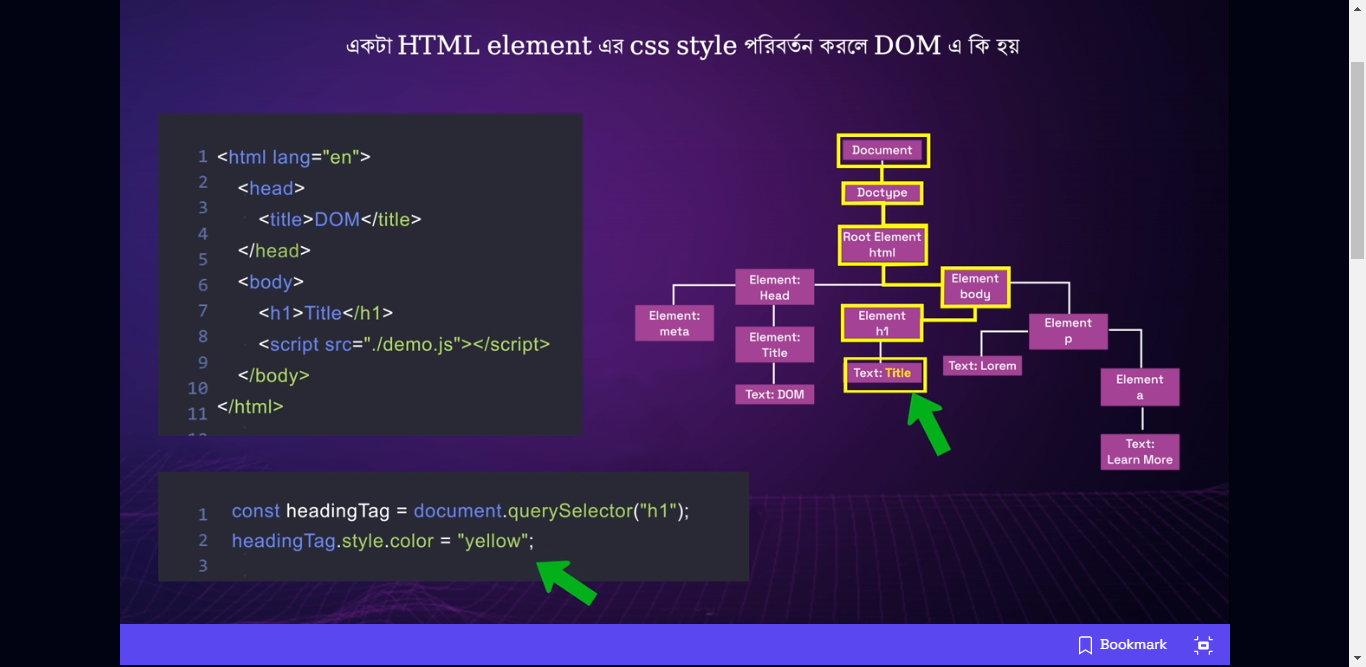 একটা HTML element এর css style পরিবর্তন করলে DOM এ কি হয়
1 <html lang="en">
2 <head>
3 <title>DOM</title>
4 </head>
5 <body>
6 <h1>Title</h1>
7 <script src="./demo.js"></script>
8 </body>
9 </html>
10
11
Document
Doctype
Root Element
html
Element:
Head
Element
body
Element:
meta
Element
h1
Element
p
Element:
Title
Text: Title
Text: Lorem
Element
a
Text: DOM
Text:
Learn More
1 const headingTag = document.querySelector("h1");
2 headingTag.style.color = "yellow";
3
Bookmark